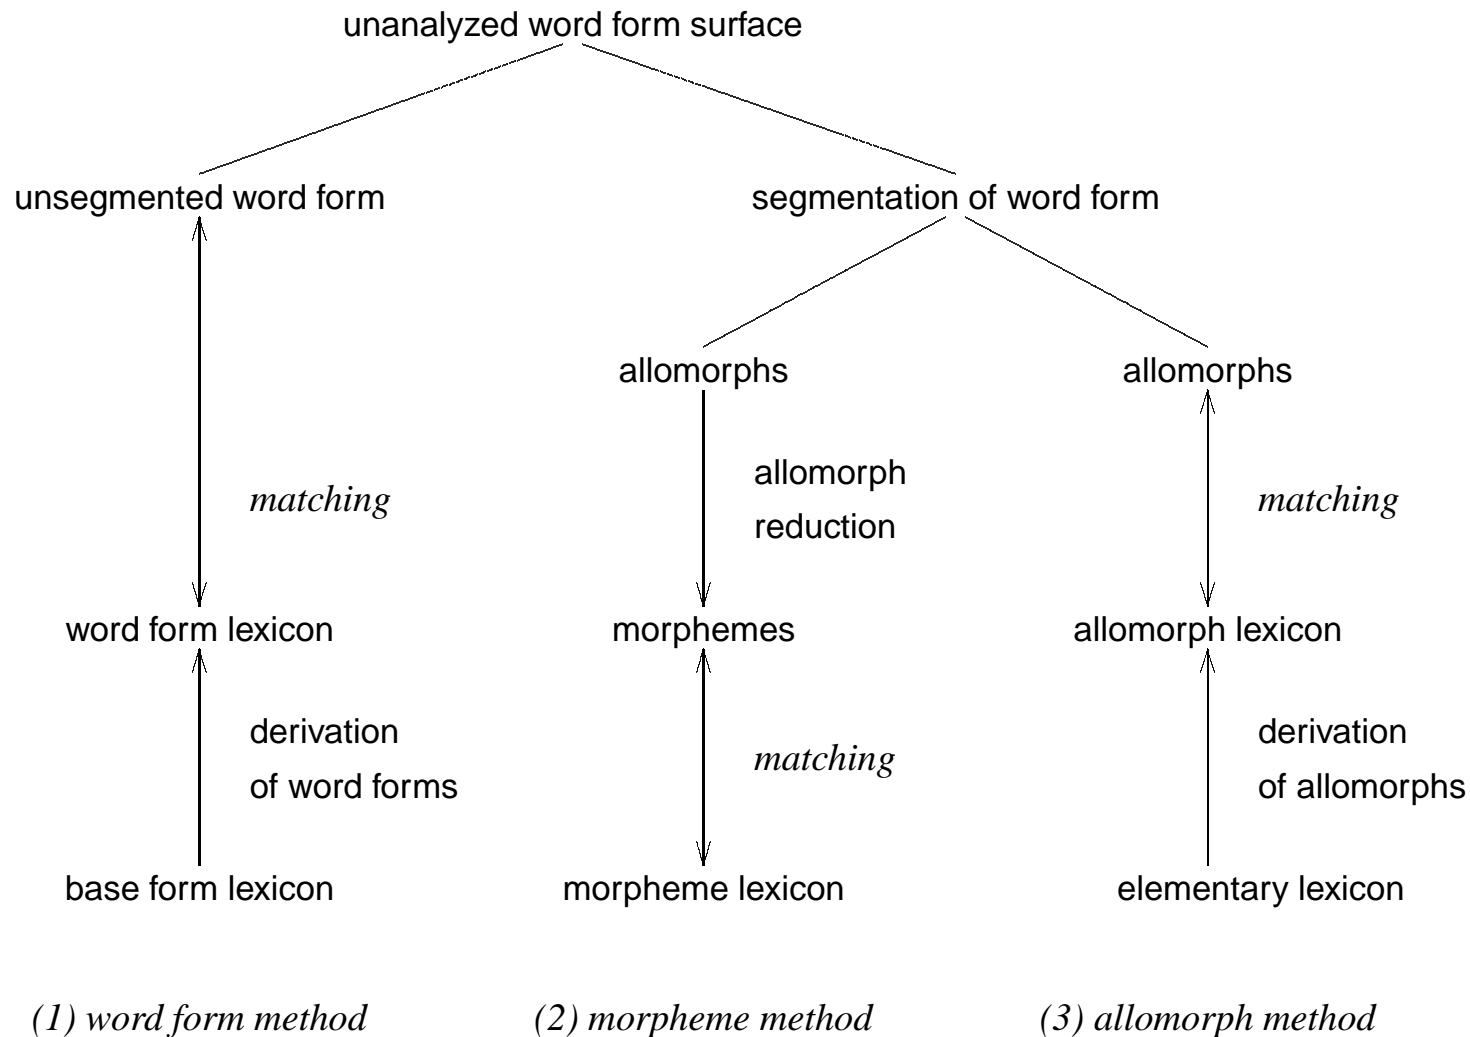 unanalyzed word form surface
unsegmented word form
segmentation of word form
allomorphs
allomorphs
allomorph
reduction
matching
matching
word form lexicon
morphemes
allomorph lexicon
derivation
of word forms
matching
derivation
of allomorphs
base form lexicon
morpheme lexicon
elementary lexicon
(1) word form method
(2) morpheme method
(3) allomorph method